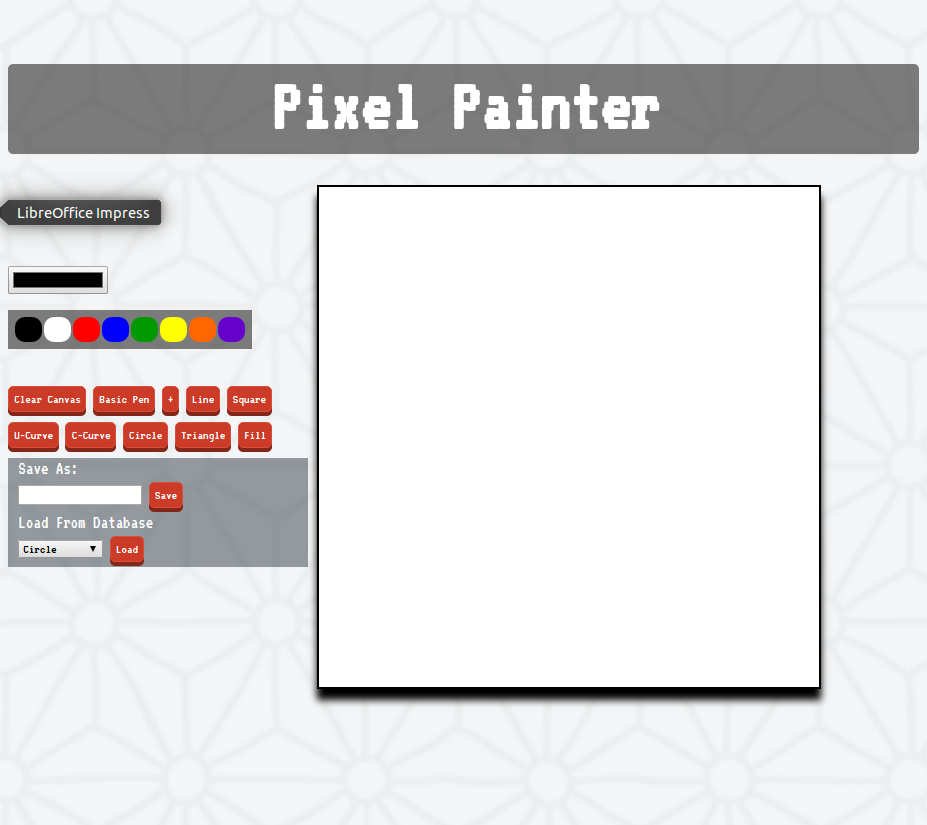 Pixel Painter
LibreOffice Impress
Clear Canvas Basic Pen + Line Square
U-Curve C-Curve Circle Triangle Fill
Save As:
Save
Load From Database
Circle Load